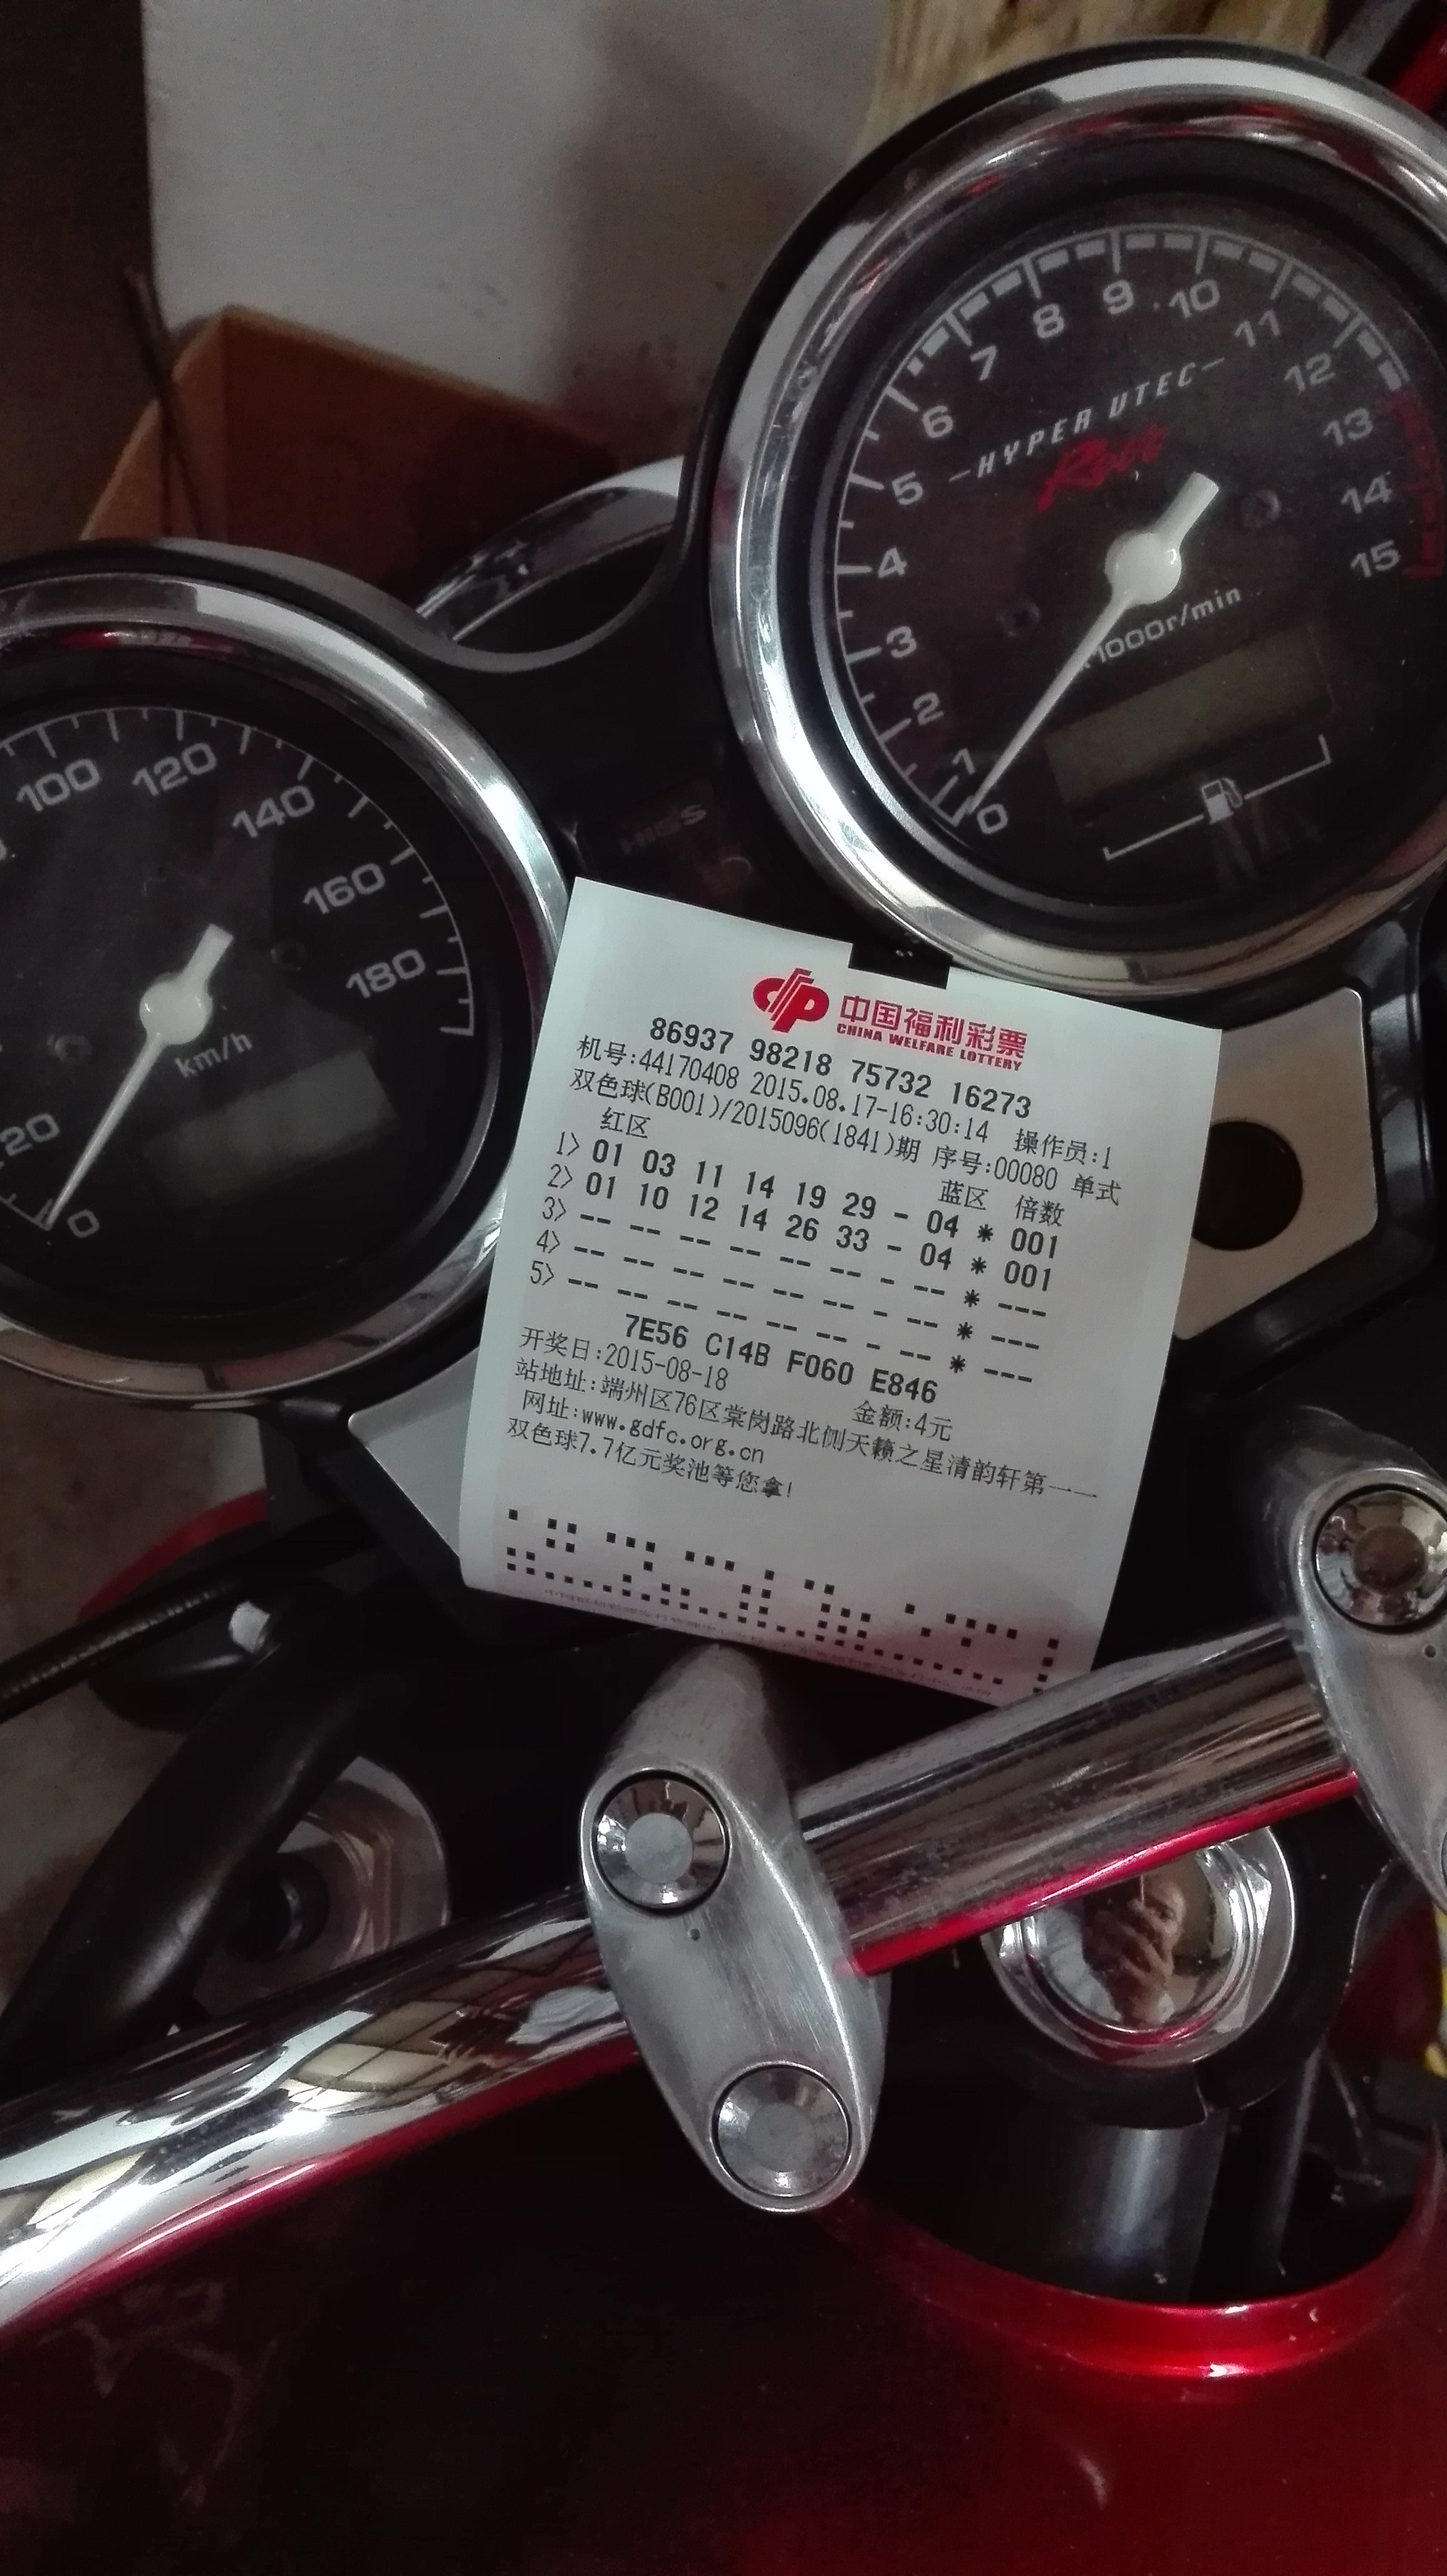 7
8
9
10
11
12
13
14
15
6
5
4
3
2
1
0
-HYPER VTEC-
Revo
1000r/min
100
120
140
160
180
km/h
20
0
HISS
中国福利彩票
CHINA WELFARE LOTTERY
86937 98218 75732 16273
机号:44170408 2015.08.17-16:30:14 操作员:1
双色球(B001)/2015096(1841)期 序号:00080 单式
红区 蓝区 倍数
1> 01 03 11 14 19 29 - 04 * 001
2> 01 10 12 14 26 33 - 04 * 001
3> -- -- -- -- -- -- - -- * ---
4> -- -- -- -- -- -- - -- * ---
5> -- -- -- -- -- -- - -- * ---
7E56 C14B F060 E846
开奖日:2015-08-18 金额:4元
站地址:端州区76区棠岗路北侧天籁之星清韵轩第一一
网址:www.gdfc.org.cn
双色球7.7亿元奖池等您拿!